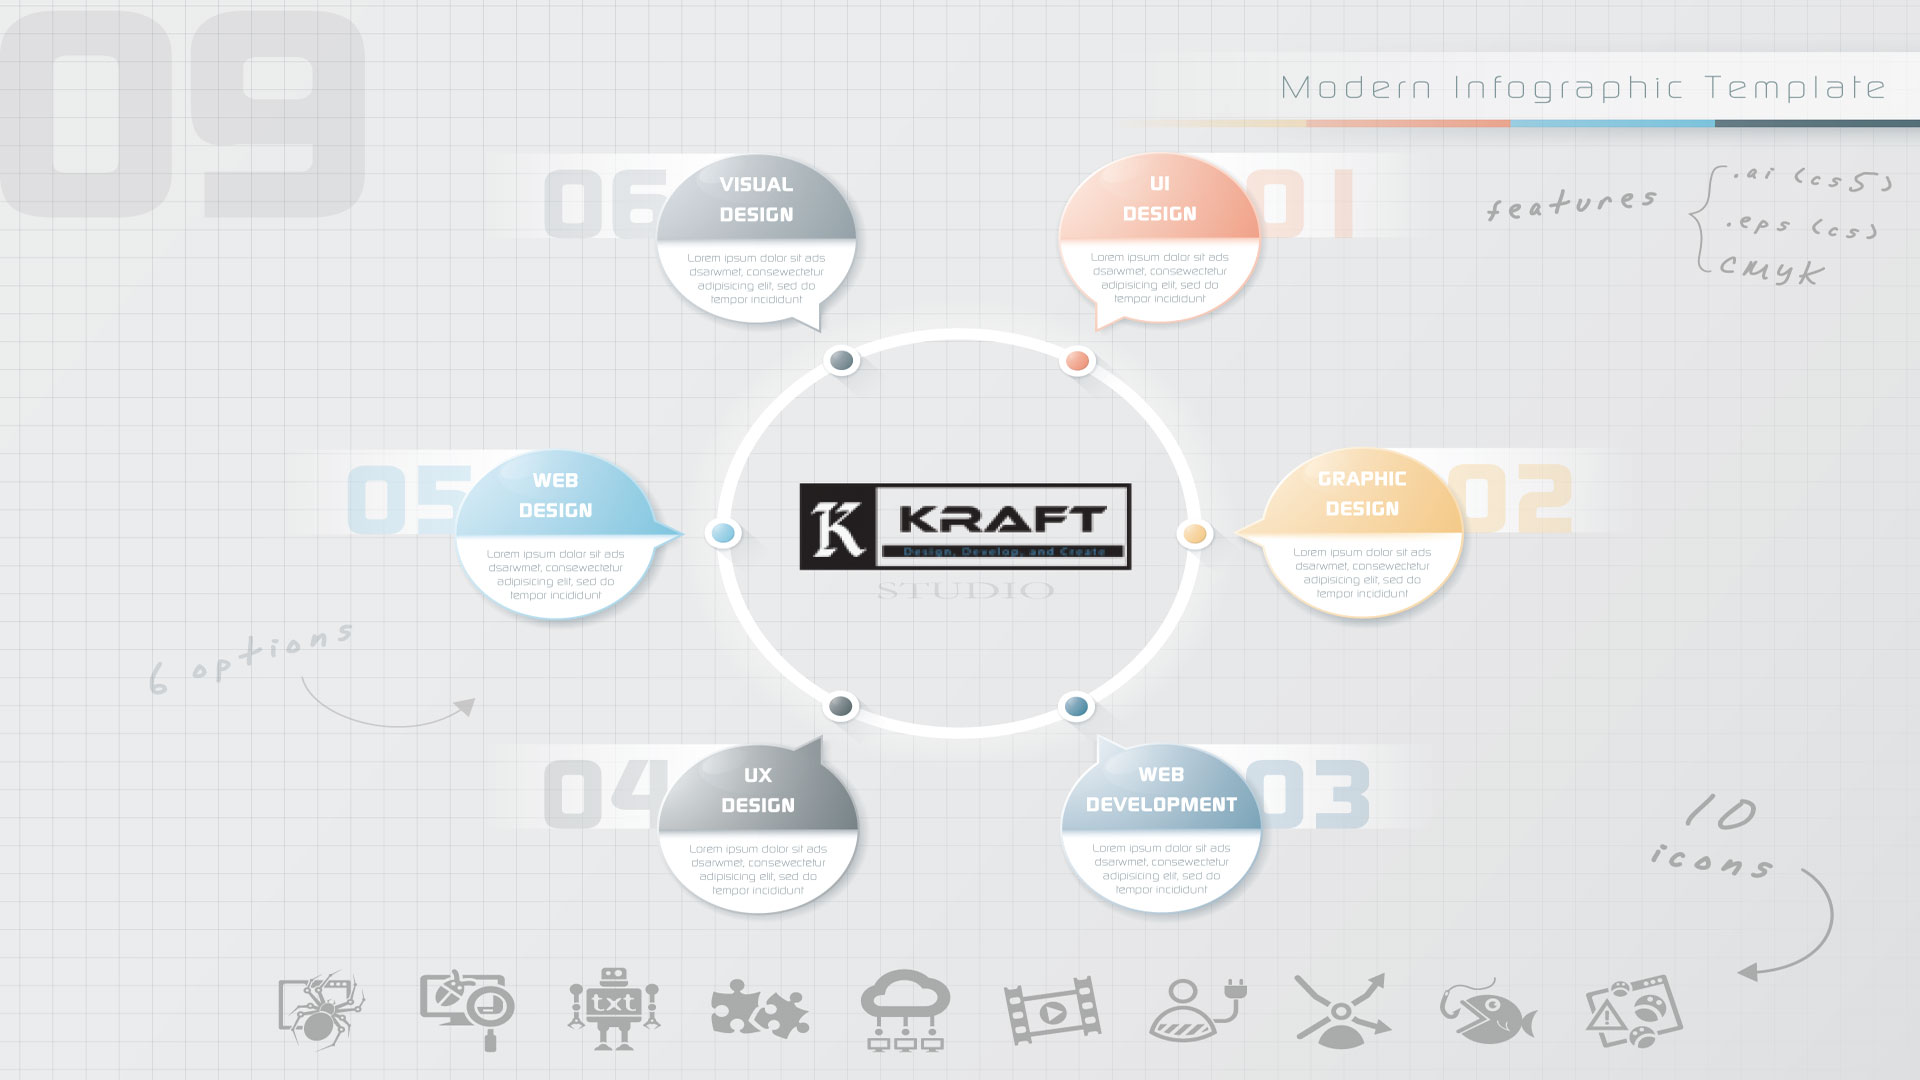 09
Modern Infographic Template
features
.ai (cs5)
.eps (cs)
cmyk
06
VISUAL
DESIGN
Lorem ipsum dolor sit ads
dsarwmet, consewectetur
adipisicing elit, sed do
tempor incididunt
UI
DESIGN
01
Lorem ipsum dolor sit ads
dsarwmet, consewectetur
adipisicing elit, sed do
tempor incididunt
05
WEB
DESIGN
Lorem ipsum dolor sit ads
dsarwmet, consewectetur
adipisicing elit, sed do
tempor incididunt
K
KRAFT
Design, Develop, and Create
STUDIO
GRAPHIC
DESIGN
02
Lorem ipsum dolor sit ads
dsarwmet, consewectetur
adipisicing elit, sed do
tempor incididunt
6 options
04
UX
DESIGN
Lorem ipsum dolor sit ads
dsarwmet, consewectetur
adipisicing elit, sed do
tempor incididunt
WEB
DEVELOPMENT
03
Lorem ipsum dolor sit ads
dsarwmet, consewectetur
adipisicing elit, sed do
tempor incididunt
10
icons
txt